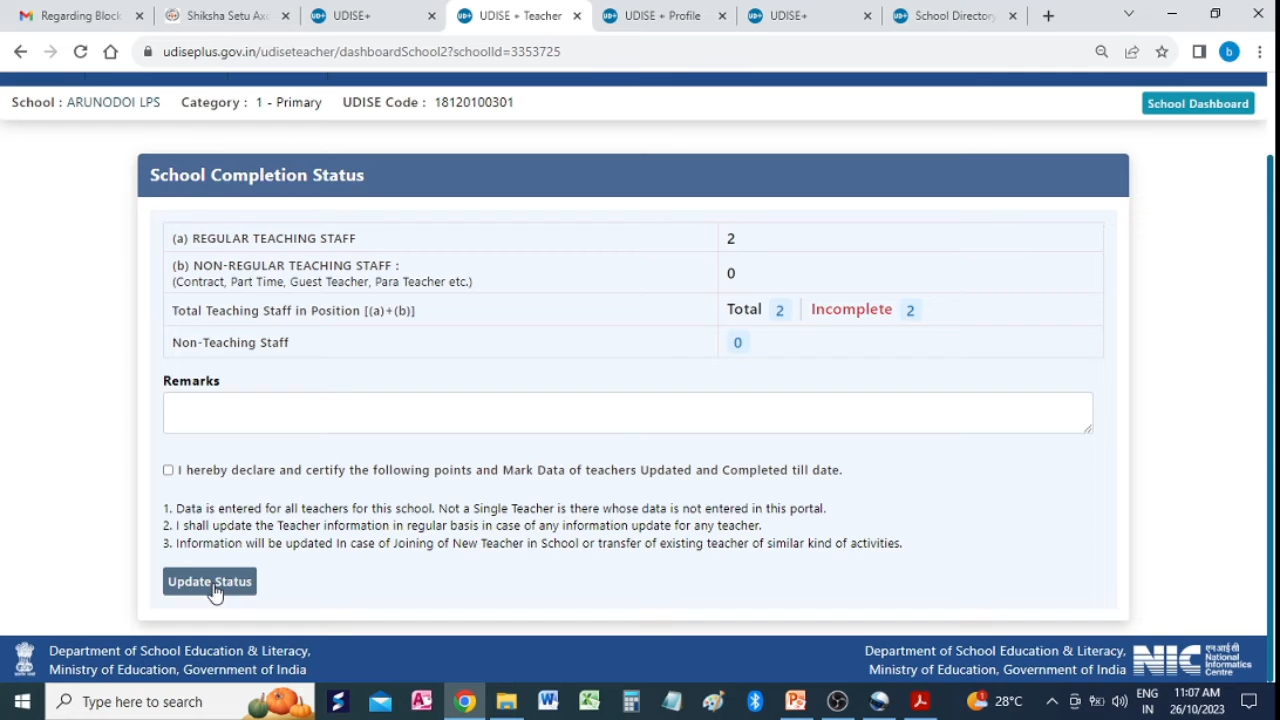 Regarding Block
Shiksha Setu Axo
UDISE+
UDISE + Teacher
UDISE + Profile
UDISE+
School Directory
udiseplus.gov.in/udiseteacher/dashboardSchool2?schoolId=3353725
b
School : ARUNODOI LPS Category : 1 - Primary UDISE Code : 18120100301
School Dashboard
School Completion Status
(a) REGULAR TEACHING STAFF 2
(b) NON-REGULAR TEACHING STAFF :
(Contract, Part Time, Guest Teacher, Para Teacher etc.) 0
Total Teaching Staff in Position [(a)+(b)] Total 2 Incomplete 2
Non-Teaching Staff 0
Remarks
I hereby declare and certify the following points and Mark Data of teachers Updated and Completed till date.
1. Data is entered for all teachers for this school. Not a Single Teacher is there whose data is not entered in this portal.
2. I shall update the Teacher information in regular basis in case of any information update for any teacher.
3. Information will be updated In case of Joining of New Teacher in School or transfer of existing teacher of similar kind of activities.
Update Status
Department of School Education & Literacy,
Ministry of Education, Government of India
Department of School Education & Literacy,
Ministry of Education, Government of India
NIC
एन आई सी
National
Informatics
Centre
Type here to search
28°C
ENG
IN
11:07 AM
26/10/2023